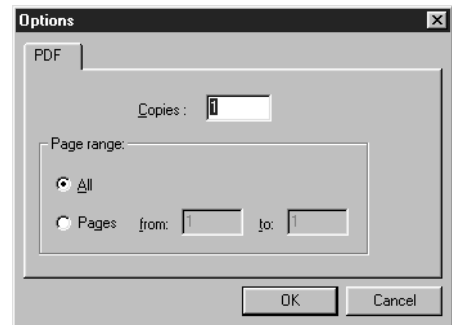 Options
PDF
Copies : 1
Page range:
All
Pages from: 1 to: 1
OK Cancel